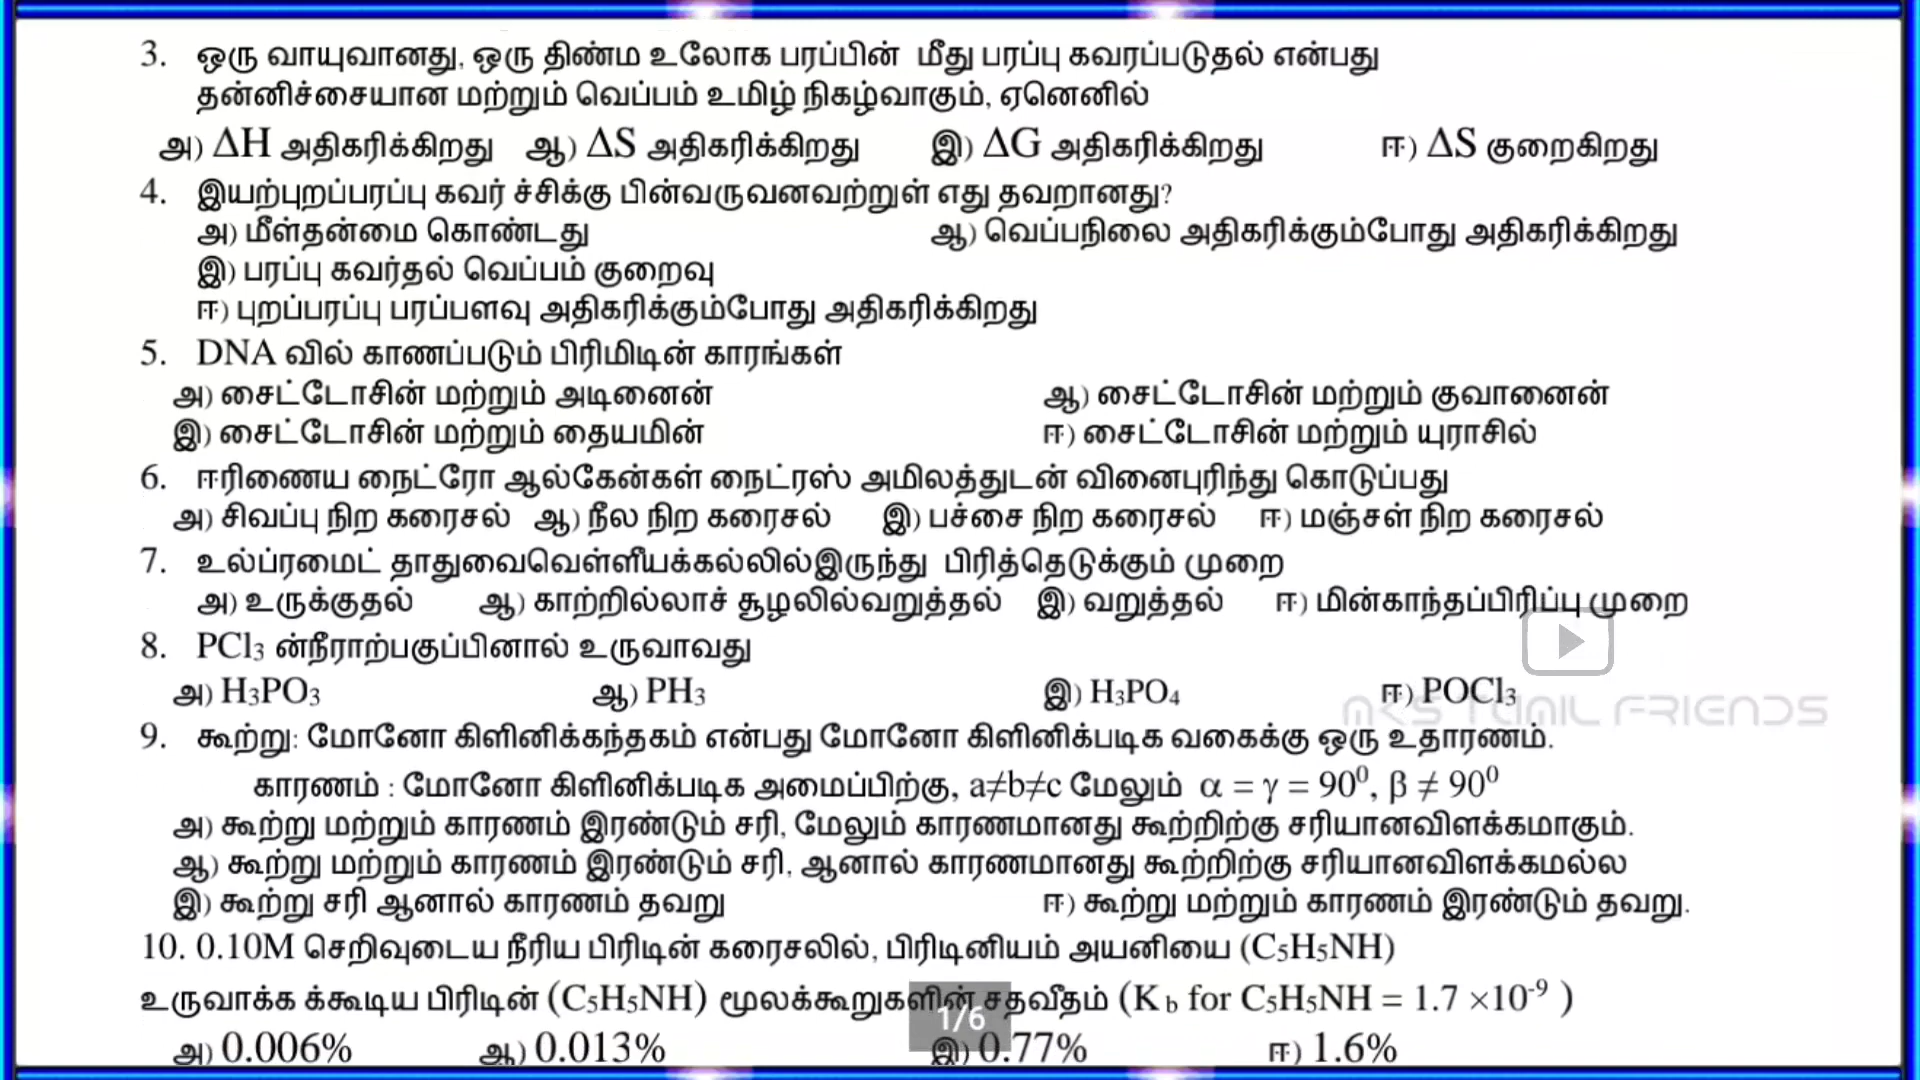 3. ஒரு வாயுவானது, ஒரு திண்ம உலோக பரப்பின் மீது பரப்பு கவரப்படுதல் என்பது
தன்னிச்சையான மற்றும் வெப்பம் உமிழ் நிகழ்வாகும், ஏனெனில்
அ) ΔH அதிகரிக்கிறது ஆ) ΔS அதிகரிக்கிறது இ) ΔG அதிகரிக்கிறது ஈ) ΔS குறைகிறது
4. இயற்புறப்பரப்பு கவர் ச்சிக்கு பின்வருவனவற்றுள் எது தவறானது?
அ) மீள்தன்மை கொண்டது ஆ) வெப்பநிலை அதிகரிக்கும்போது அதிகரிக்கிறது
இ) பரப்பு கவர்தல் வெப்பம் குறைவு
ஈ) புறப்பரப்பு பரப்பளவு அதிகரிக்கும்போது அதிகரிக்கிறது
5. DNA வில் காணப்படும் பிரிமிடின் காரங்கள்
அ) சைட்டோசின் மற்றும் அடினைன் ஆ) சைட்டோசின் மற்றும் குவானைன்
இ) சைட்டோசின் மற்றும் தையமின் ஈ) சைட்டோசின் மற்றும் யுராசில்
6. ஈரிணைய நைட்ரோ ஆல்கேன்கள் நைட்ரஸ் அமிலத்துடன் வினைபுரிந்து கொடுப்பது
அ) சிவப்பு நிற கரைசல் ஆ) நீல நிற கரைசல் இ) பச்சை நிற கரைசல் ஈ) மஞ்சள் நிற கரைசல்
7. உல்ப்ரமைட் தாதுவைவெள்ளீயக்கல்லில்இருந்து பிரித்தெடுக்கும் முறை
அ) உருக்குதல் ஆ) காற்றில்லாச் சூழலில்வறுத்தல் இ) வறுத்தல் ஈ) மின்காந்தப்பிரிப்பு முறை
8. PCl₃ ன்நீராற்பகுப்பினால் உருவாவது
அ) H₃PO₃ ஆ) PH₃ இ) H₃PO₄ ஈ) POCl₃
MKS TAMIL FRIENDS
9. கூற்று: மோனோ கிளினிக்கந்தகம் என்பது மோனோ கிளினிக்படிக வகைக்கு ஒரு உதாரணம்.
காரணம் : மோனோ கிளினிக்படிக அமைப்பிற்கு, a≠b≠c மேலும் α = γ = 90⁰, β ≠ 90⁰
அ) கூற்று மற்றும் காரணம் இரண்டும் சரி, மேலும் காரணமானது கூற்றிற்கு சரியானவிளக்கமாகும்.
ஆ) கூற்று மற்றும் காரணம் இரண்டும் சரி, ஆனால் காரணமானது கூற்றிற்கு சரியானவிளக்கமல்ல
இ) கூற்று சரி ஆனால் காரணம் தவறு ஈ) கூற்று மற்றும் காரணம் இரண்டும் தவறு.
10. 0.10M செறிவுடைய நீரிய பிரிடின் கரைசலில், பிரிடினியம் அயனியை (C₅H₅NH)
உருவாக்க க்கூடிய பிரிடின் (C₅H₅NH) மூலக்கூறுகளின் சதவீதம் (K b for C₅H₅NH = 1.7 ×10⁻⁹ )
1/6
அ) 0.006% ஆ) 0.013% இ) 0.77% ஈ) 1.6%